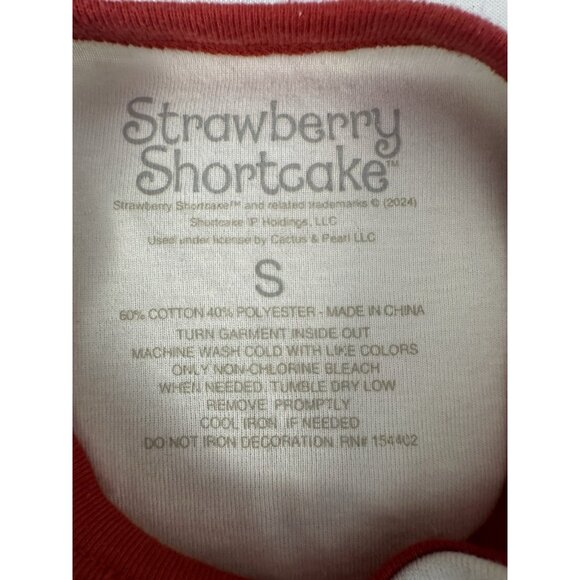 Strawberry
Shortcake™
Strawberry Shortcake™ and related trademarks © (2024)
Shortcake IP Holdings, LLC
Used under license by Cactus & Pearl LLC
S
60% COTTON 40% POLYESTER - MADE IN CHINA
TURN GARMENT INSIDE OUT
MACHINE WASH COLD WITH LIKE COLORS
ONLY NON-CHLORINE BLEACH
WHEN NEEDED, TUMBLE DRY LOW
REMOVE PROMPTLY
COOL IRON IF NEEDED
DO NOT IRON DECORATION RN# 154402